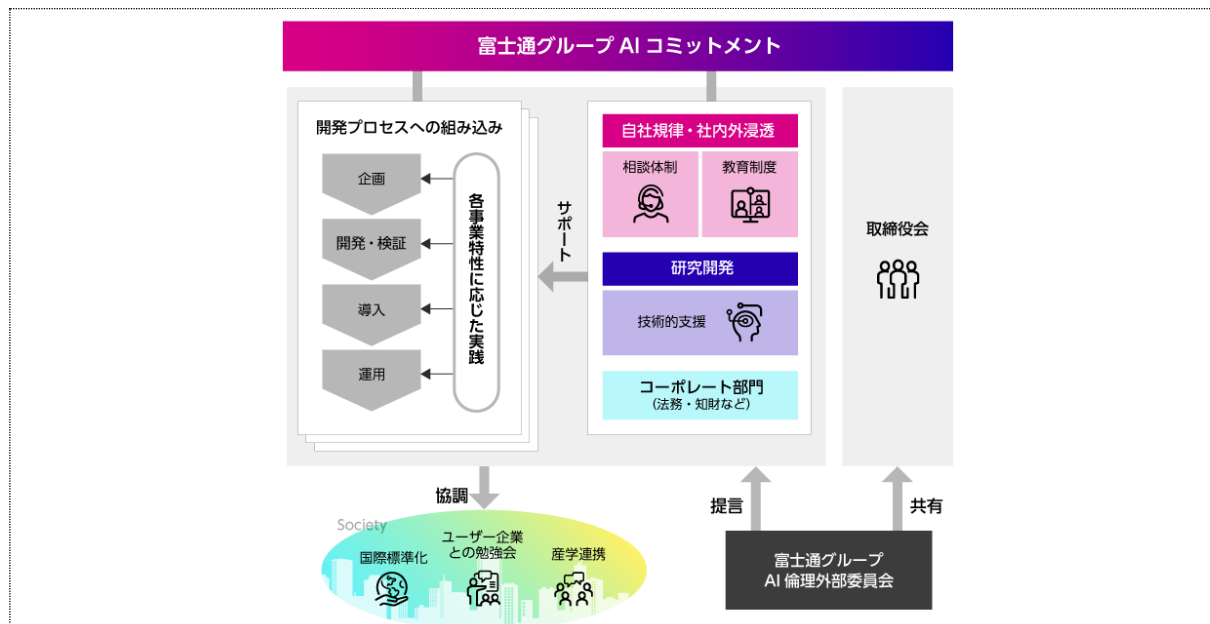 富士通グループ AI コミットメント
開発プロセスへの組み込み
企画
開発・検証
導入
運用
各事業特性に応じた実践
サポート
自社規律・社内外浸透
相談体制
教育制度
研究開発
技術的支援
コーポレート部門
(法務・知財など)
取締役会
協調
提言
共有
Society
国際標準化
ユーザー企業
との勉強会
産学連携
富士通グループ
AI 倫理外部委員会